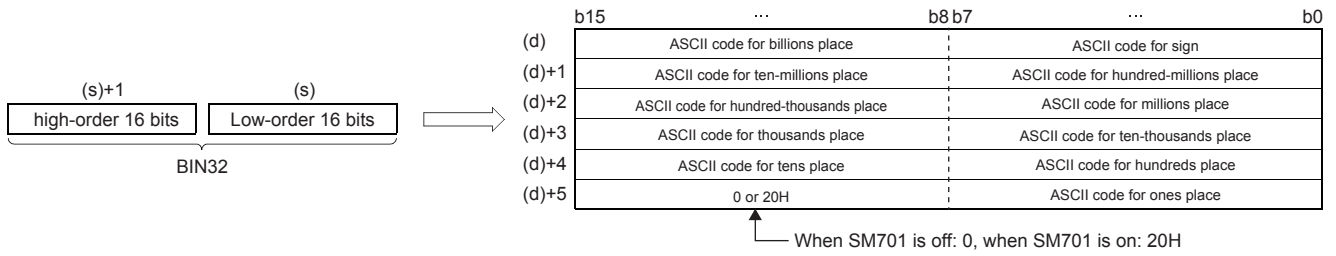 b15 ... b8 b7 ... b0
(d) ASCII code for billions place ASCII code for sign
(d)+1 ASCII code for ten-millions place ASCII code for hundred-millions place
(s)+1 (s)
(d)+2 ASCII code for hundred-thousands place ASCII code for millions place
high-order 16 bits Low-order 16 bits
(d)+3 ASCII code for thousands place ASCII code for ten-thousands place
BIN32
(d)+4 ASCII code for tens place ASCII code for hundreds place
(d)+5 0 or 20H ASCII code for ones place
When SM701 is off: 0, when SM701 is on: 20H